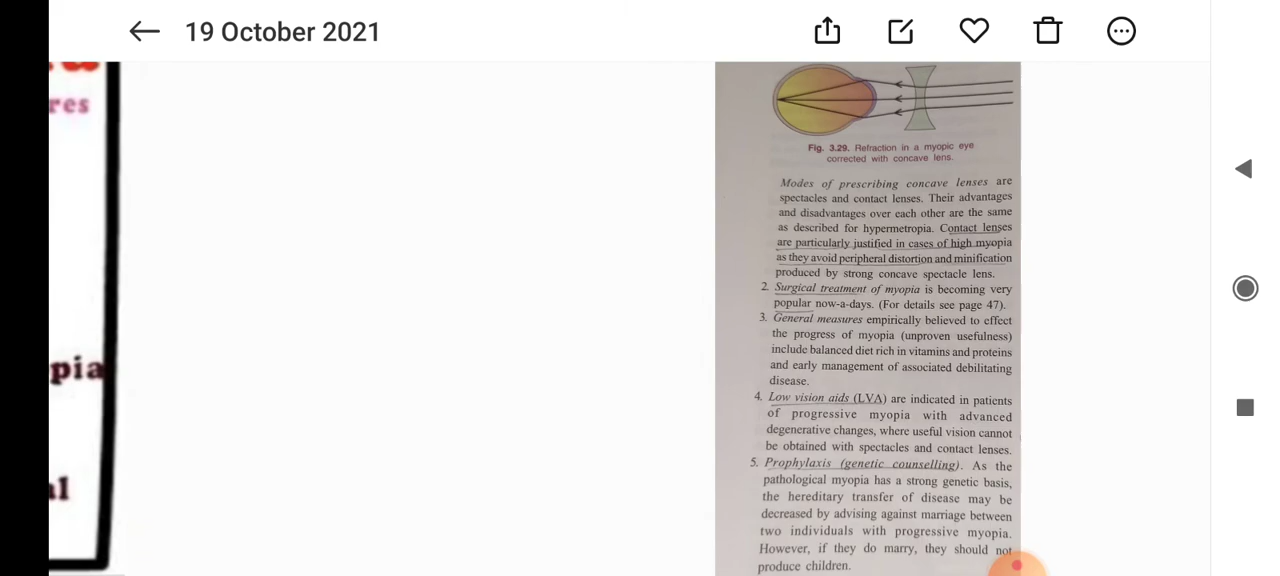 19 October 2021
res
pia
al
Fig. 3.29. Refraction in a myopic eye
corrected with concave lens.
Modes of prescribing concave lenses are
spectacles and contact lenses. Their advantages
and disadvantages over each other are the same
as described for hypermetropia. Contact lenses
are particularly justified in cases of high myopia
as they avoid peripheral distortion and minification
produced by strong concave spectacle lens.
2. Surgical treatment of myopia is becoming very
popular now-a-days. (For details see page 47).
3. General measures empirically believed to effect
the progress of myopia (unproven usefulness)
include balanced diet rich in vitamins and proteins
and early management of associated debilitating
disease.
4. Low vision aids (LVA) are indicated in patients
of progressive myopia with advanced
degenerative changes, where useful vision cannot
be obtained with spectacles and contact lenses.
5. Prophylaxis (genetic counselling). As the
pathological myopia has a strong genetic basis,
the hereditary transfer of disease may be
decreased by advising against marriage between
two individuals with progressive myopia.
However, if they do marry, they should not
produce children.